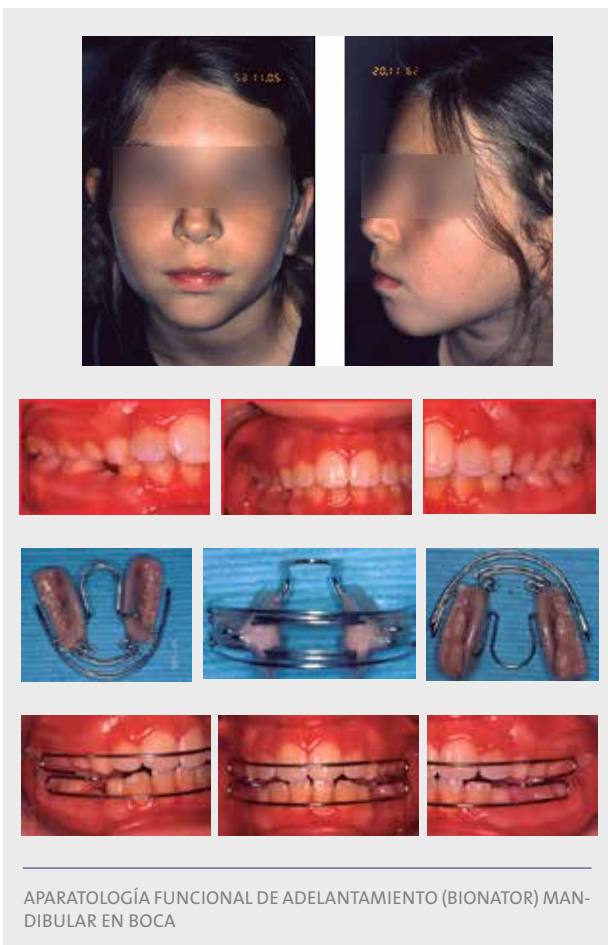 APARATOLOGÍA FUNCIONAL DE ADELANTAMIENTO (BIONATOR) MAN-
DIBULAR EN BOCA